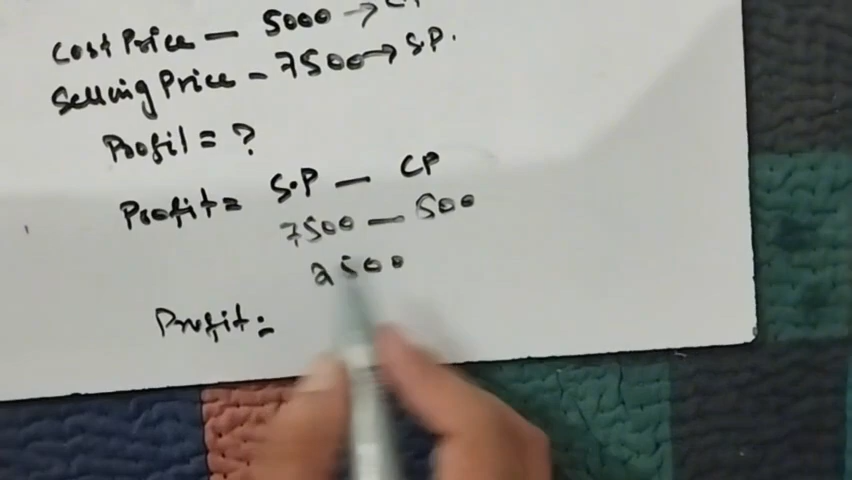 Cost Price — 5000 →
Selling Price - 7500 → S.P.
Profit = ?
Profit = S.P — CP
7500 — 500
2500
Profit =